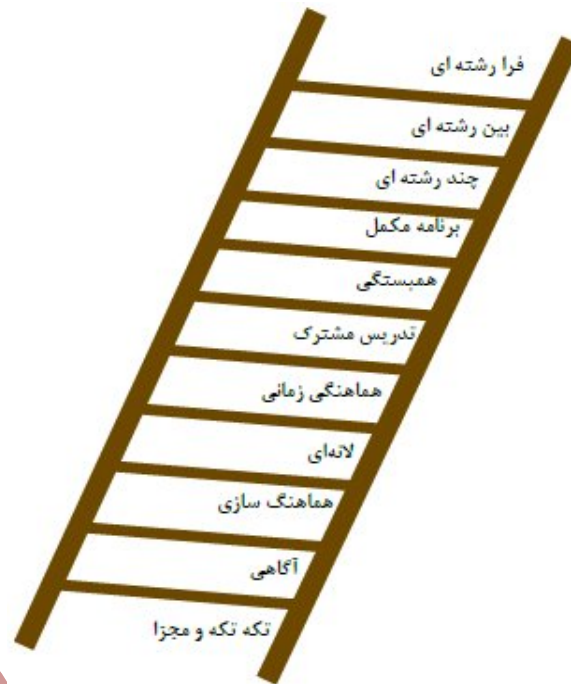 فرا رشته ای
بین رشته ای
چند رشته ای
برنامه مکمل
همبستگی
تدریس مشترک
هماهنگی زمانی
لانه‌ای
هماهنگ سازی
آگاهی
تکه تکه و مجزا